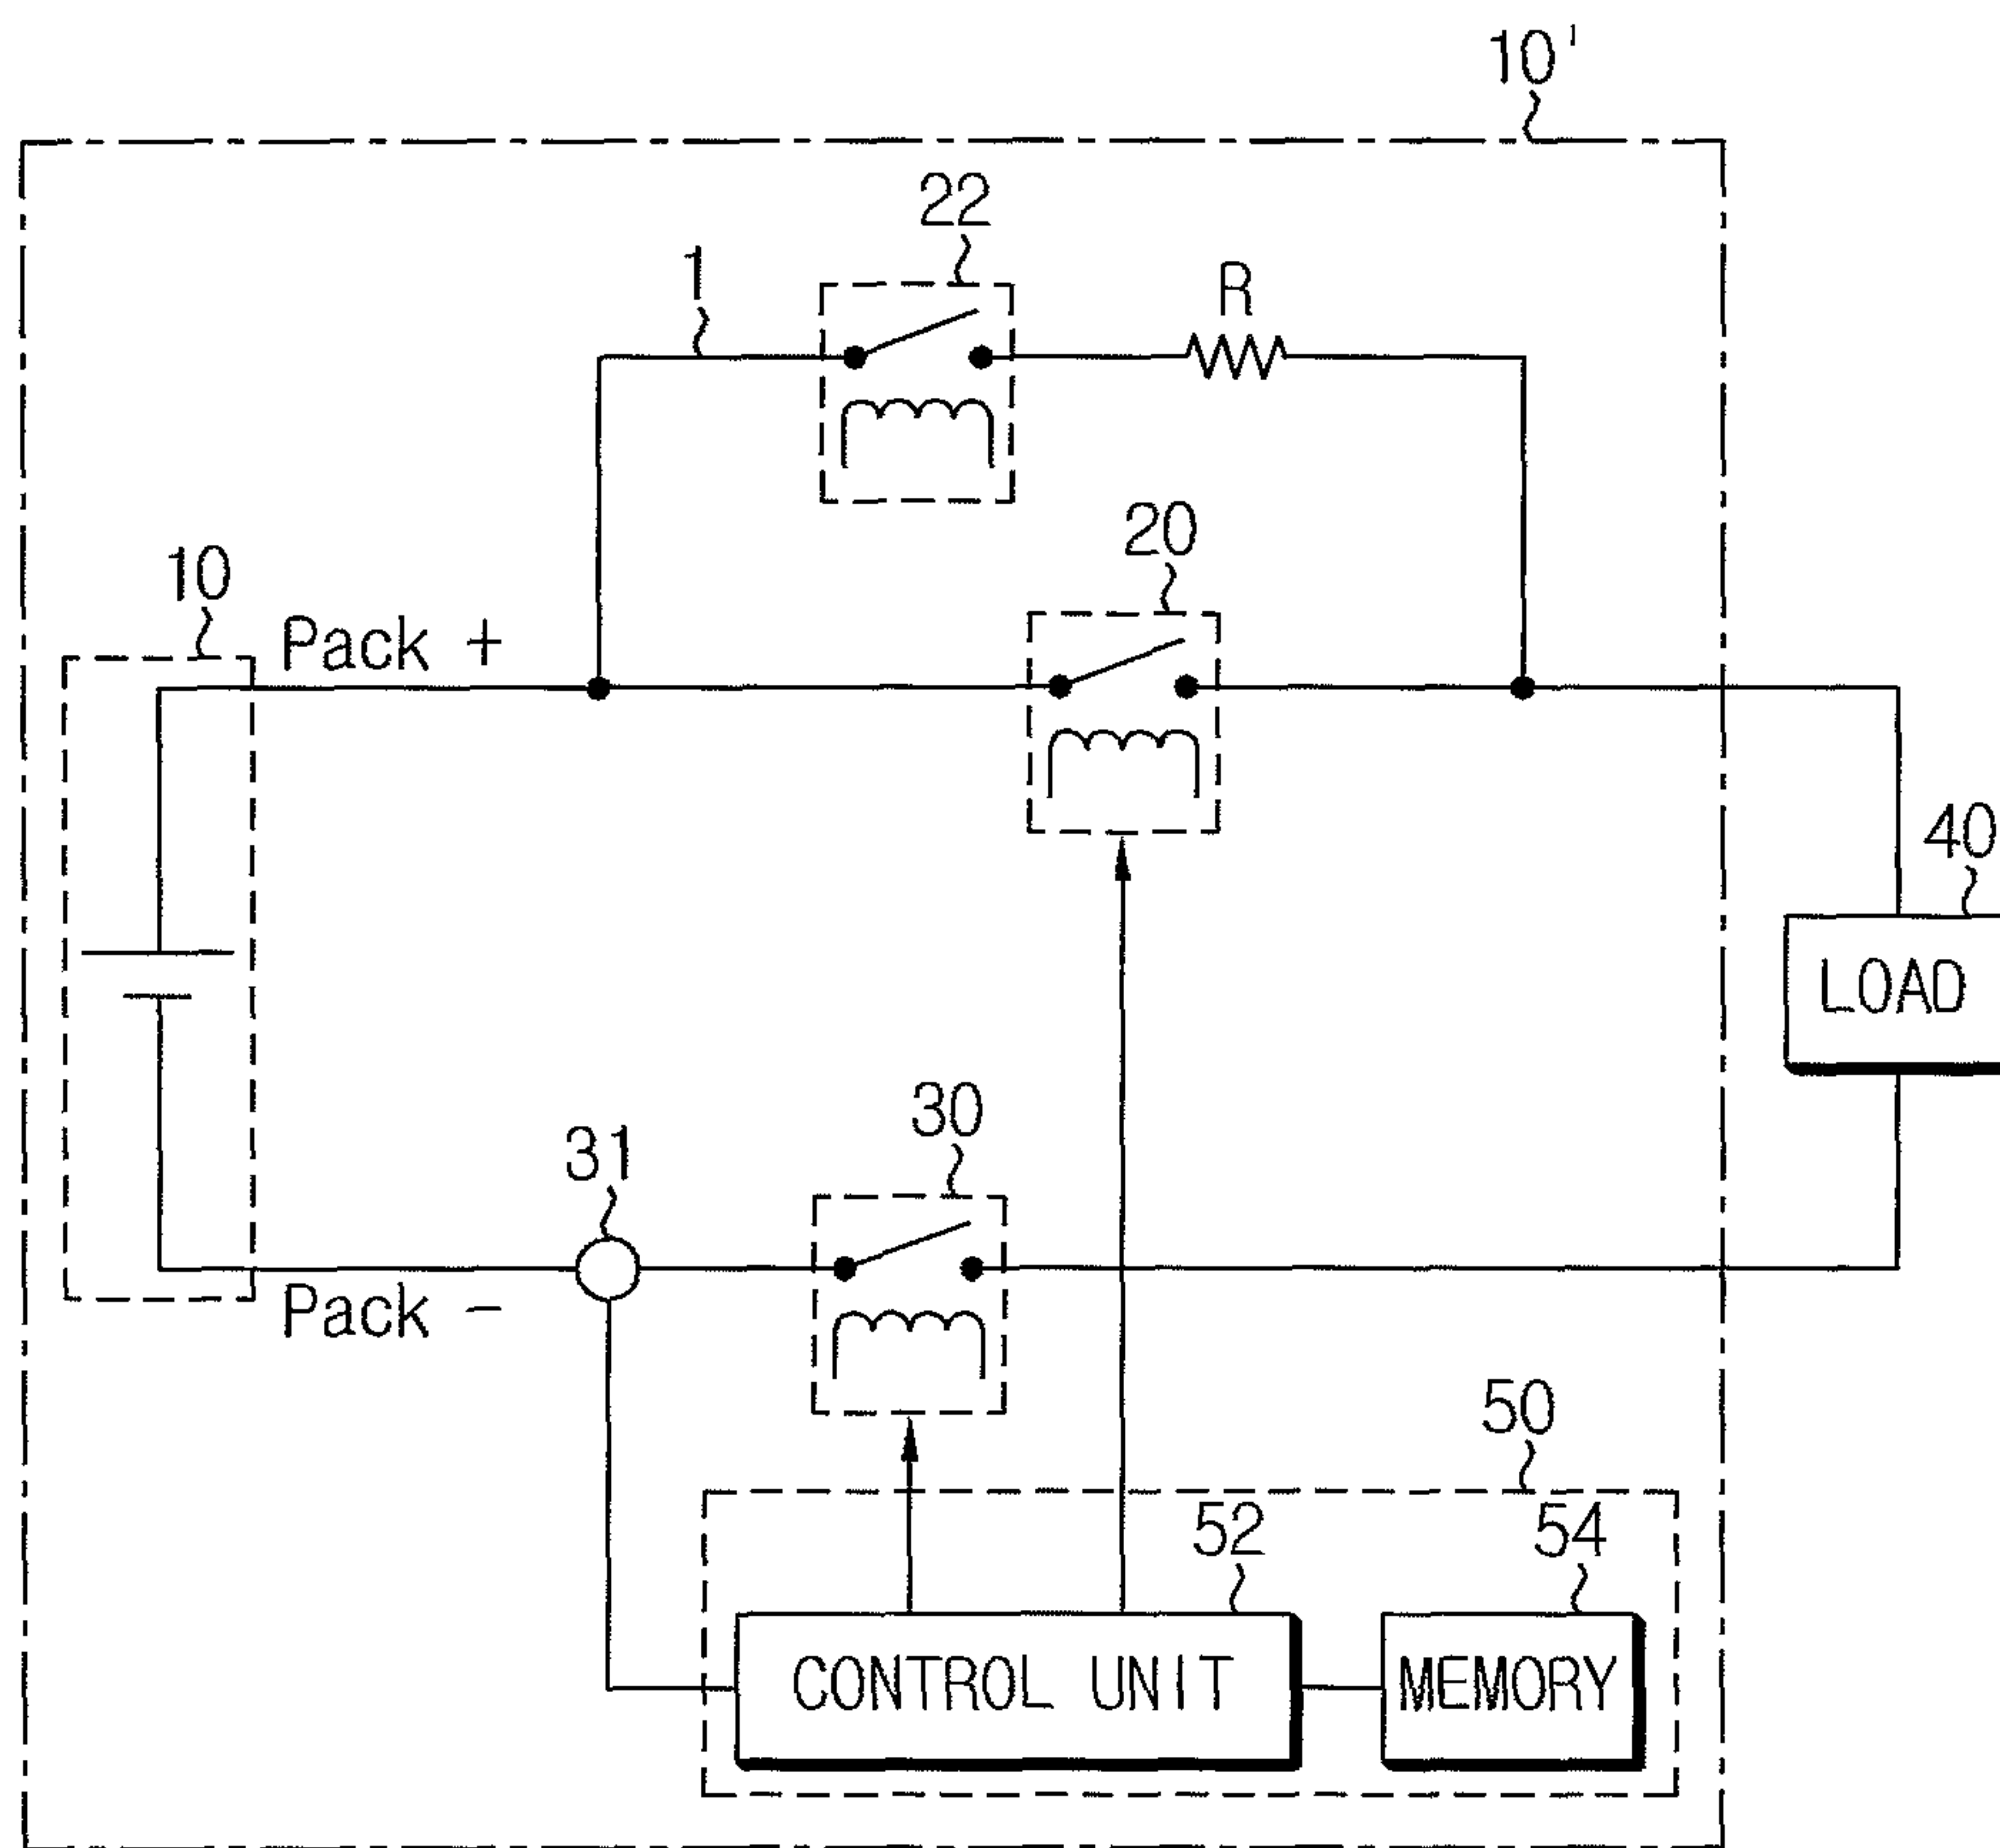 10'
22
1
R
20
10
Pack +
40
LOAD
30
31
Pack -
50
52
54
CONTROL UNIT
MEMORY